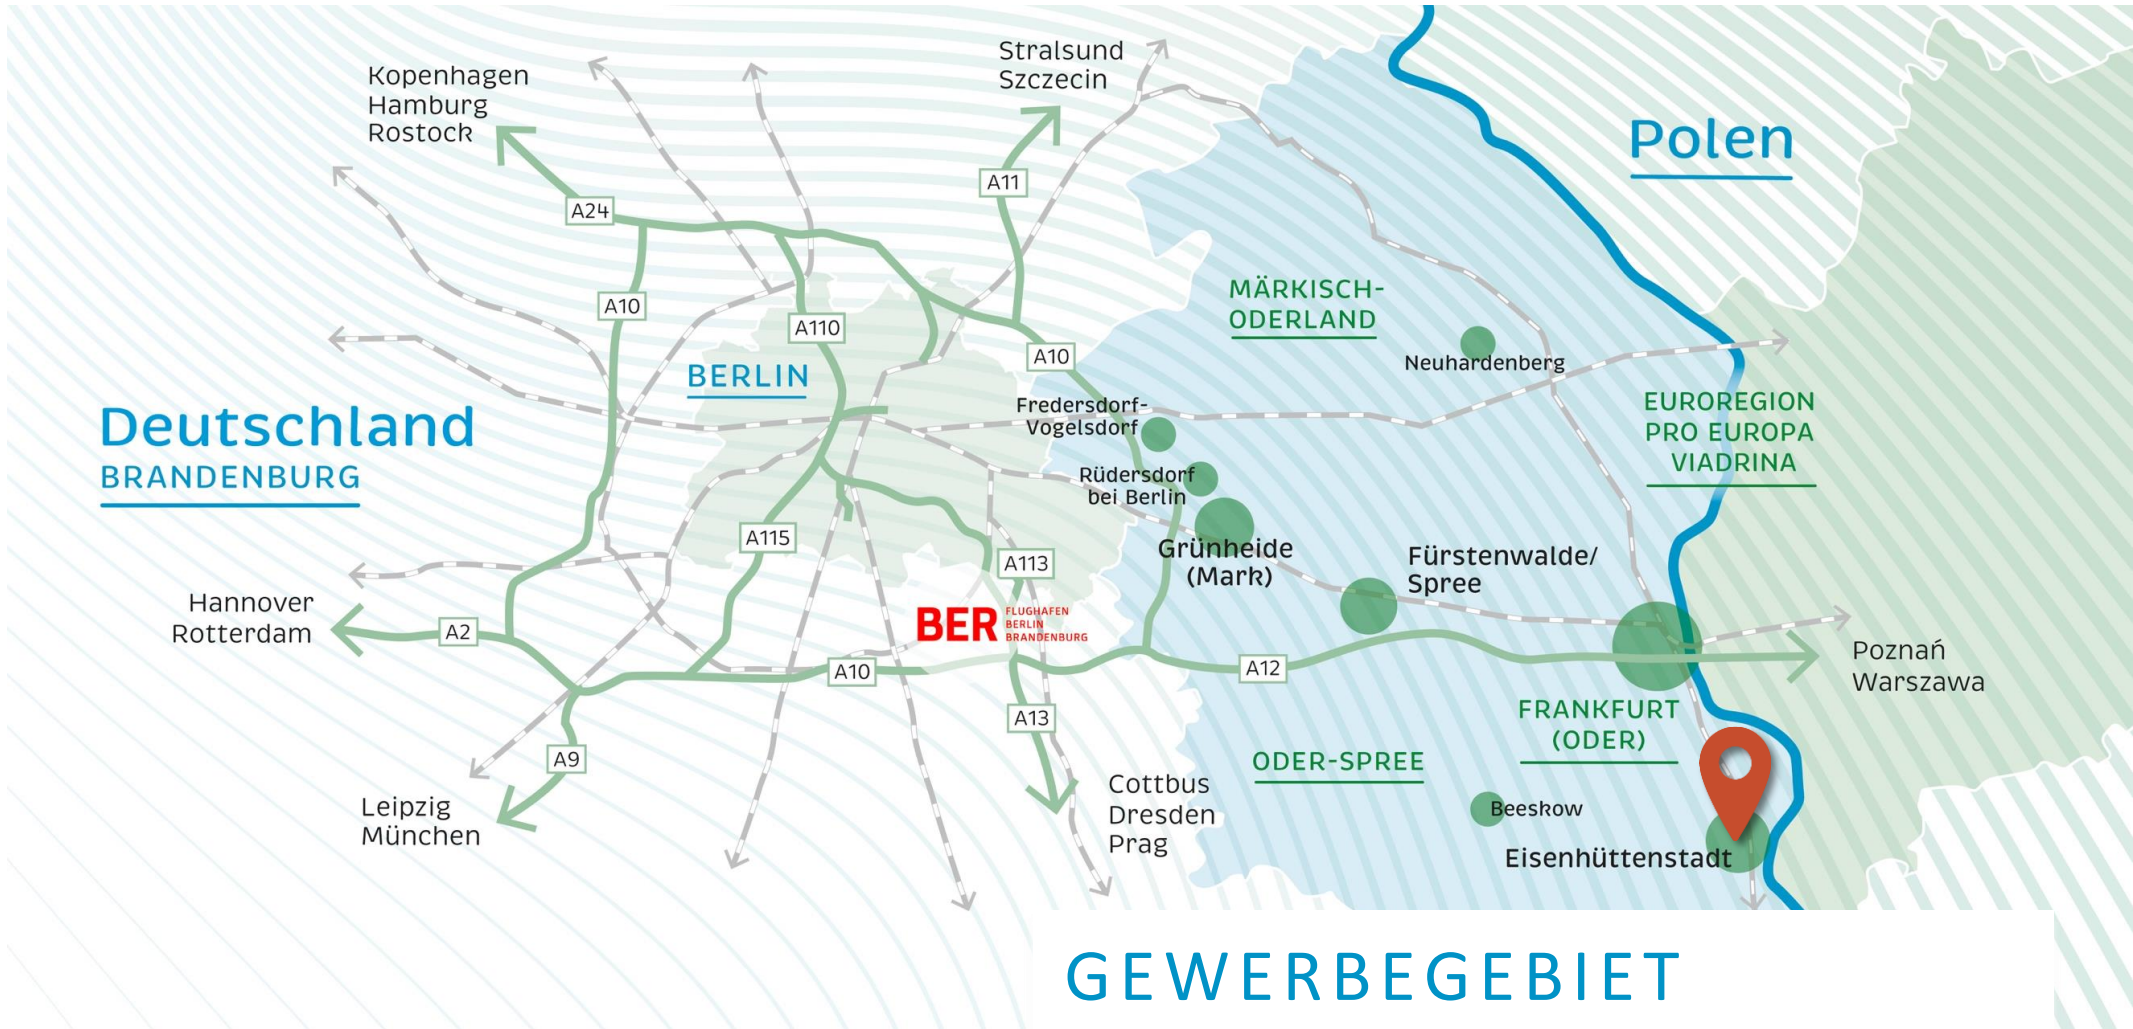 Stralsund
Szczecin
Kopenhagen
Hamburg
Rostock
Polen
A11
A24
A10
A110
MÄRKISCH-
ODERLAND
A10
Neuhardenberg
BERLIN
Deutschland
BRANDENBURG
Fredersdorf-
Vogelsdorf
EUROREGION
PRO EUROPA
VIADRINA
Rüdersdorf
bei Berlin
A115
A113
Grünheide
(Mark)
Fürstenwalde/
Spree
Hannover
Rotterdam
A2
BER
FLUGHAFEN
BERLIN
BRANDENBURG
A10
A12
Poznań
Warszawa
A13
FRANKFURT
(ODER)
A9
ODER-SPREE
Leipzig
München
Cottbus
Dresden
Prag
Beeskow
Eisenhüttenstadt
GEWERBEGEBIET